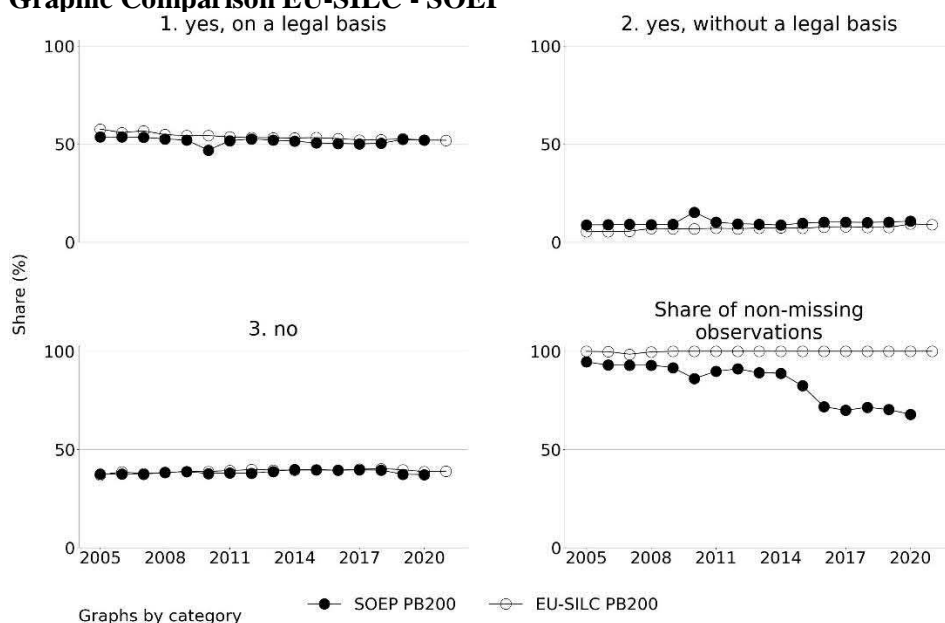 Graphic Comparison EU-SILC - SOEP
1. yes, on a legal basis
2. yes, without a legal basis
100
50
0
100
50
0
Share (%)
3. no
Share of non-missing
observations
100
50
0
100
50
0
2005 2008 2011 2014 2017 2020
2005 2008 2011 2014 2017 2020
Graphs by category
SOEP PB200 EU-SILC PB200